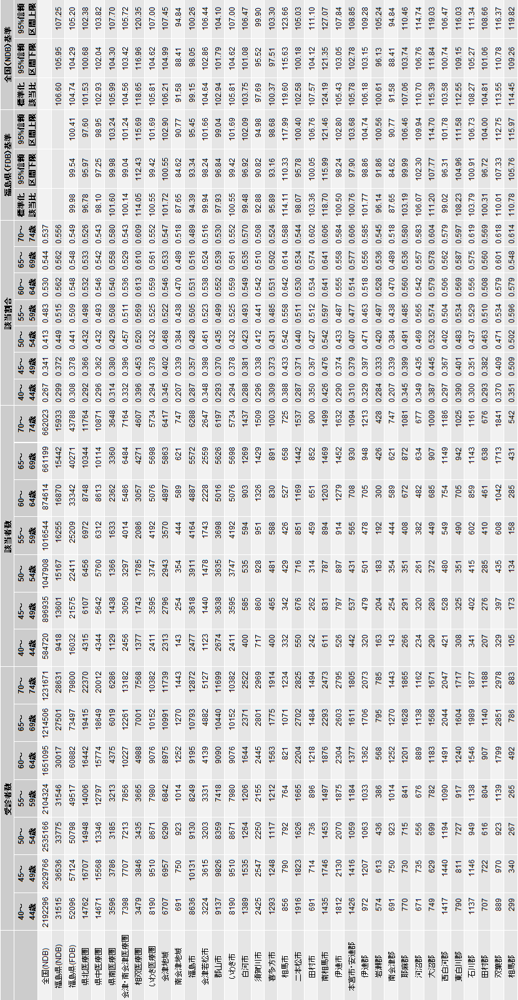 受診者数 該当者数 該当割合 福島県(FDB)基準 全国(NDB)基準
40～44歳 45～49歳 50～54歳 55～59歳 60～64歳 65～69歳 70～74歳 40～44歳 45～49歳 50～54歳 55～59歳 60～64歳 65～69歳 70～74歳 40～44歳 45～49歳 50～54歳 55～59歳 60～64歳 65～69歳 70～74歳 標準化該当比 95%信頼区間下限 95%信頼区間上限 標準化該当比 95%信頼区間下限 95%信頼区間上限
全国(NDB) 2192296 2629766 2535166 2104324 1651095 1214506 1231671 584720 896935 1047908 1016544 874614 661199 662023 0.267 0.341 0.413 0.483 0.530 0.544 0.537
福島県(NDB) 31515 36536 33775 31546 30017 27501 28631 9418 13601 15167 16255 16870 15442 15933 0.299 0.372 0.449 0.515 0.562 0.562 0.556 106.60 105.95 107.25
福島県(FDB) 52096 57124 50798 49517 60882 73497 79800 16032 21575 22411 25209 33342 40271 43788 0.308 0.378 0.441 0.509 0.548 0.548 0.549 99.98 99.54 100.41 104.74 104.29 105.20
県北医療圏 14762 16707 14948 14006 16442 19415 22370 4315 6107 6456 6972 8748 10344 11764 0.292 0.366 0.432 0.498 0.532 0.533 0.526 96.78 95.97 97.60 101.53 100.68 102.38
県中医療圏 14671 15568 13346 12797 15774 18649 20012 4344 5642 5760 6312 8613 10114 10871 0.296 0.362 0.432 0.493 0.546 0.542 0.543 98.10 97.25 98.95 102.93 102.04 103.82
県南医療圏 3596 3786 3185 3213 4375 6019 6286 1129 1438 1366 1633 2362 3360 3648 0.314 0.380 0.429 0.508 0.540 0.558 0.580 101.60 99.98 103.24 105.99 104.30 107.70
会津・南会津医療圏 7398 7707 7213 7856 10227 12261 13182 2456 3050 3297 4014 5486 6484 7164 0.332 0.396 0.457 0.511 0.536 0.529 0.543 100.14 99.04 101.24 104.56 103.42 105.72
相双医療圏 3479 3846 3435 3665 4988 7001 7568 1377 1743 1785 2086 3057 4271 4607 0.396 0.453 0.520 0.569 0.613 0.610 0.609 114.05 112.43 115.69 118.65 116.96 120.35
いわき医療圏 8190 9510 8671 7980 9076 10152 10382 2411 3595 3747 4192 5076 5698 5734 0.294 0.378 0.432 0.525 0.559 0.561 0.552 100.55 99.42 101.69 105.81 104.62 107.00
会津地域 6707 6957 6290 6842 8975 10991 11739 2313 2796 2943 3570 4897 5863 6417 0.345 0.402 0.468 0.522 0.546 0.533 0.547 101.72 100.55 102.90 106.21 104.99 107.45
南会津地域 691 750 923 1014 1252 1270 1443 143 254 354 444 589 621 747 0.207 0.339 0.384 0.438 0.470 0.489 0.518 87.65 84.62 90.77 91.58 88.41 94.84
福島市 8636 10131 9130 8249 9195 10793 12872 2477 3618 3911 4164 4887 5572 6288 0.287 0.357 0.428 0.505 0.531 0.516 0.489 94.39 93.34 95.45 99.15 98.05 100.26
会津若松市 3224 3615 3203 3331 4139 4882 5127 1123 1440 1478 1743 2228 2559 2647 0.348 0.398 0.461 0.523 0.538 0.524 0.516 99.94 98.24 101.66 104.64 102.86 106.44
郡山市 9137 9826 8359 7418 9090 10440 11699 2674 3638 3635 3698 5016 5626 6197 0.293 0.370 0.435 0.499 0.552 0.539 0.530 97.93 96.84 99.04 102.94 101.79 104.10
いわき市 8190 9510 8671 7980 9076 10152 10382 2411 3595 3747 4192 5076 5698 5734 0.294 0.378 0.432 0.525 0.559 0.561 0.552 100.55 99.42 101.69 105.81 104.62 107.00
白河市 1389 1535 1264 1206 1644 2371 2522 400 585 535 594 903 1269 1437 0.288 0.381 0.423 0.493 0.549 0.535 0.570 99.48 96.92 102.09 103.75 101.08 106.47
須賀川市 2425 2547 2250 2155 2445 2801 2969 717 860 928 951 1326 1429 1509 0.296 0.338 0.412 0.441 0.542 0.510 0.508 92.88 90.82 94.98 97.69 95.52 99.90
喜多方市 1293 1248 1117 1212 1563 1775 1914 400 465 481 588 830 891 1003 0.309 0.373 0.431 0.485 0.531 0.502 0.524 95.89 93.16 98.68 100.37 97.51 103.30
相馬市 856 790 792 764 821 1071 1234 332 342 429 426 527 658 725 0.388 0.433 0.542 0.558 0.642 0.614 0.588 114.11 110.33 117.99 119.60 115.63 123.66
二本松市 1916 1823 1626 1665 2204 2702 2825 550 676 716 851 1169 1442 1537 0.287 0.371 0.440 0.511 0.530 0.534 0.544 98.07 95.78 100.40 102.58 100.18 105.03
田村市 691 714 736 896 1218 1484 1494 242 262 314 459 651 852 900 0.350 0.367 0.427 0.512 0.534 0.574 0.602 103.36 100.05 106.76 107.57 104.12 111.10
南相馬市 1435 1746 1453 1497 1876 2293 2473 611 831 787 894 1203 1469 1499 0.426 0.476 0.542 0.597 0.641 0.641 0.606 118.70 115.99 121.46 124.19 121.35 127.07
伊達市 1812 2130 2070 1875 2304 2603 2795 526 797 897 914 1279 1452 1632 0.290 0.374 0.433 0.487 0.555 0.558 0.584 100.50 98.24 102.80 105.43 103.05 107.84
本宮市・安達郡 1426 1416 1059 1184 1377 1611 1805 442 537 431 565 708 930 1094 0.310 0.379 0.407 0.477 0.514 0.577 0.606 100.76 97.90 103.68 105.78 102.78 108.85
伊達郡 972 1207 1063 1033 1362 1706 2073 320 479 501 478 705 948 1213 0.329 0.397 0.471 0.463 0.518 0.556 0.585 101.77 98.86 104.74 106.18 103.15 109.28
岩瀬郡 574 613 436 386 568 795 785 163 204 183 192 300 426 428 0.284 0.333 0.420 0.497 0.528 0.536 0.545 96.14 91.86 100.56 100.61 96.13 105.24
南会津郡 691 750 923 1014 1252 1270 1443 143 254 354 444 589 621 747 0.207 0.339 0.384 0.438 0.470 0.489 0.518 87.65 84.62 90.77 91.58 88.41 94.84
耶麻郡 770 730 715 841 1201 1628 1865 266 291 351 408 672 872 1081 0.345 0.399 0.491 0.485 0.560 0.536 0.580 103.19 99.99 106.46 107.06 103.74 110.46
河沼郡 671 735 556 676 889 1138 1162 234 320 261 382 482 634 677 0.349 0.435 0.469 0.565 0.542 0.557 0.583 106.07 102.30 109.94 110.70 106.76 114.74
大沼郡 749 629 699 782 1183 1568 1671 290 280 372 449 685 907 1009 0.387 0.445 0.532 0.574 0.579 0.578 0.604 111.20 107.77 114.70 115.39 111.84 119.03
西白河郡 1417 1440 1194 1090 1491 2044 2047 421 528 480 549 754 1149 1186 0.297 0.367 0.402 0.504 0.506 0.562 0.579 99.02 96.31 101.78 103.58 100.74 106.47
東白川郡 790 811 727 917 1240 1604 1717 308 325 351 490 705 942 1025 0.390 0.401 0.483 0.534 0.569 0.587 0.597 108.23 104.96 111.58 112.55 109.15 116.03
石川郡 1137 1146 949 1138 1546 1989 1877 341 402 415 602 859 1143 1161 0.300 0.351 0.437 0.529 0.556 0.575 0.619 103.79 100.91 106.73 108.27 105.27 111.34
田村郡 707 722 616 804 907 1140 1188 207 276 285 410 461 638 676 0.293 0.382 0.463 0.510 0.508 0.560 0.569 100.31 96.72 104.00 104.81 101.06 108.66
双葉郡 889 970 923 1139 1799 2851 2978 329 397 435 608 1042 1713 1841 0.370 0.409 0.471 0.534 0.579 0.601 0.618 110.01 107.33 112.75 113.55 110.78 116.37
相馬郡 299 340 267 265 492 786 883 105 173 134 158 285 431 542 0.351 0.509 0.502 0.596 0.579 0.548 0.614 110.78 105.76 115.97 114.45 109.26 119.82